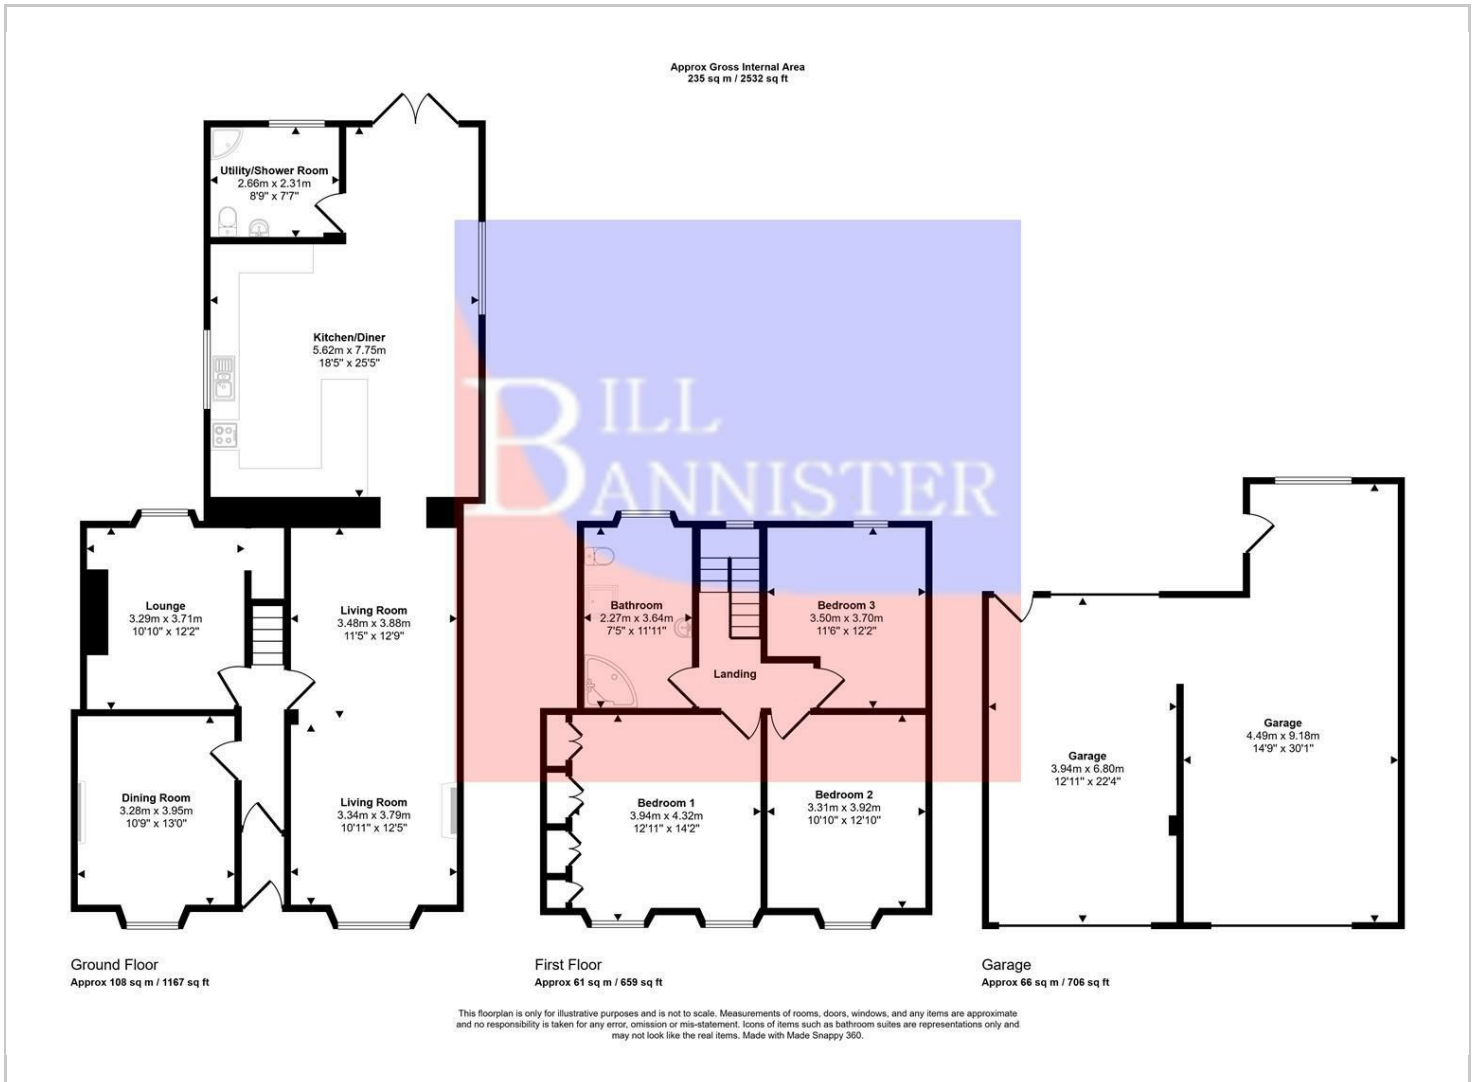 Approx Gross Internal Area
235 sq m / 2532 sq ft
Utility/Shower Room
2.66m x 2.31m
8'9" x 7'7"
Kitchen/Diner
5.62m x 7.75m
18'5" x 25'5"
BILL
BANNISTER
Lounge
3.29m x 3.71m
10'10" x 12'2"
Living Room
3.48m x 3.88m
11'5" x 12'9"
Dining Room
3.28m x 3.95m
10'9" x 13'0"
Living Room
3.34m x 3.79m
10'11" x 12'5"
Bathroom
2.27m x 3.64m
7'5" x 11'11"
Bedroom 3
3.50m x 3.70m
11'6" x 12'2"
Landing
Bedroom 1
3.94m x 4.32m
12'11" x 14'2"
Bedroom 2
3.31m x 3.92m
10'10" x 12'10"
Garage
3.94m x 6.80m
12'11" x 22'4"
Garage
4.49m x 9.18m
14'9" x 30'1"
Ground Floor
Approx 108 sq m / 1167 sq ft
First Floor
Approx 61 sq m / 659 sq ft
Garage
Approx 66 sq m / 706 sq ft
This floorplan is only for illustrative purposes and is not to scale. Measurements of rooms, doors, windows, and any items are approximate
and no responsibility is taken for any error, omission or mis-statement. Icons of items such as bathroom suites are representations only and
may not look like the real items. Made with Made Snappy 360.